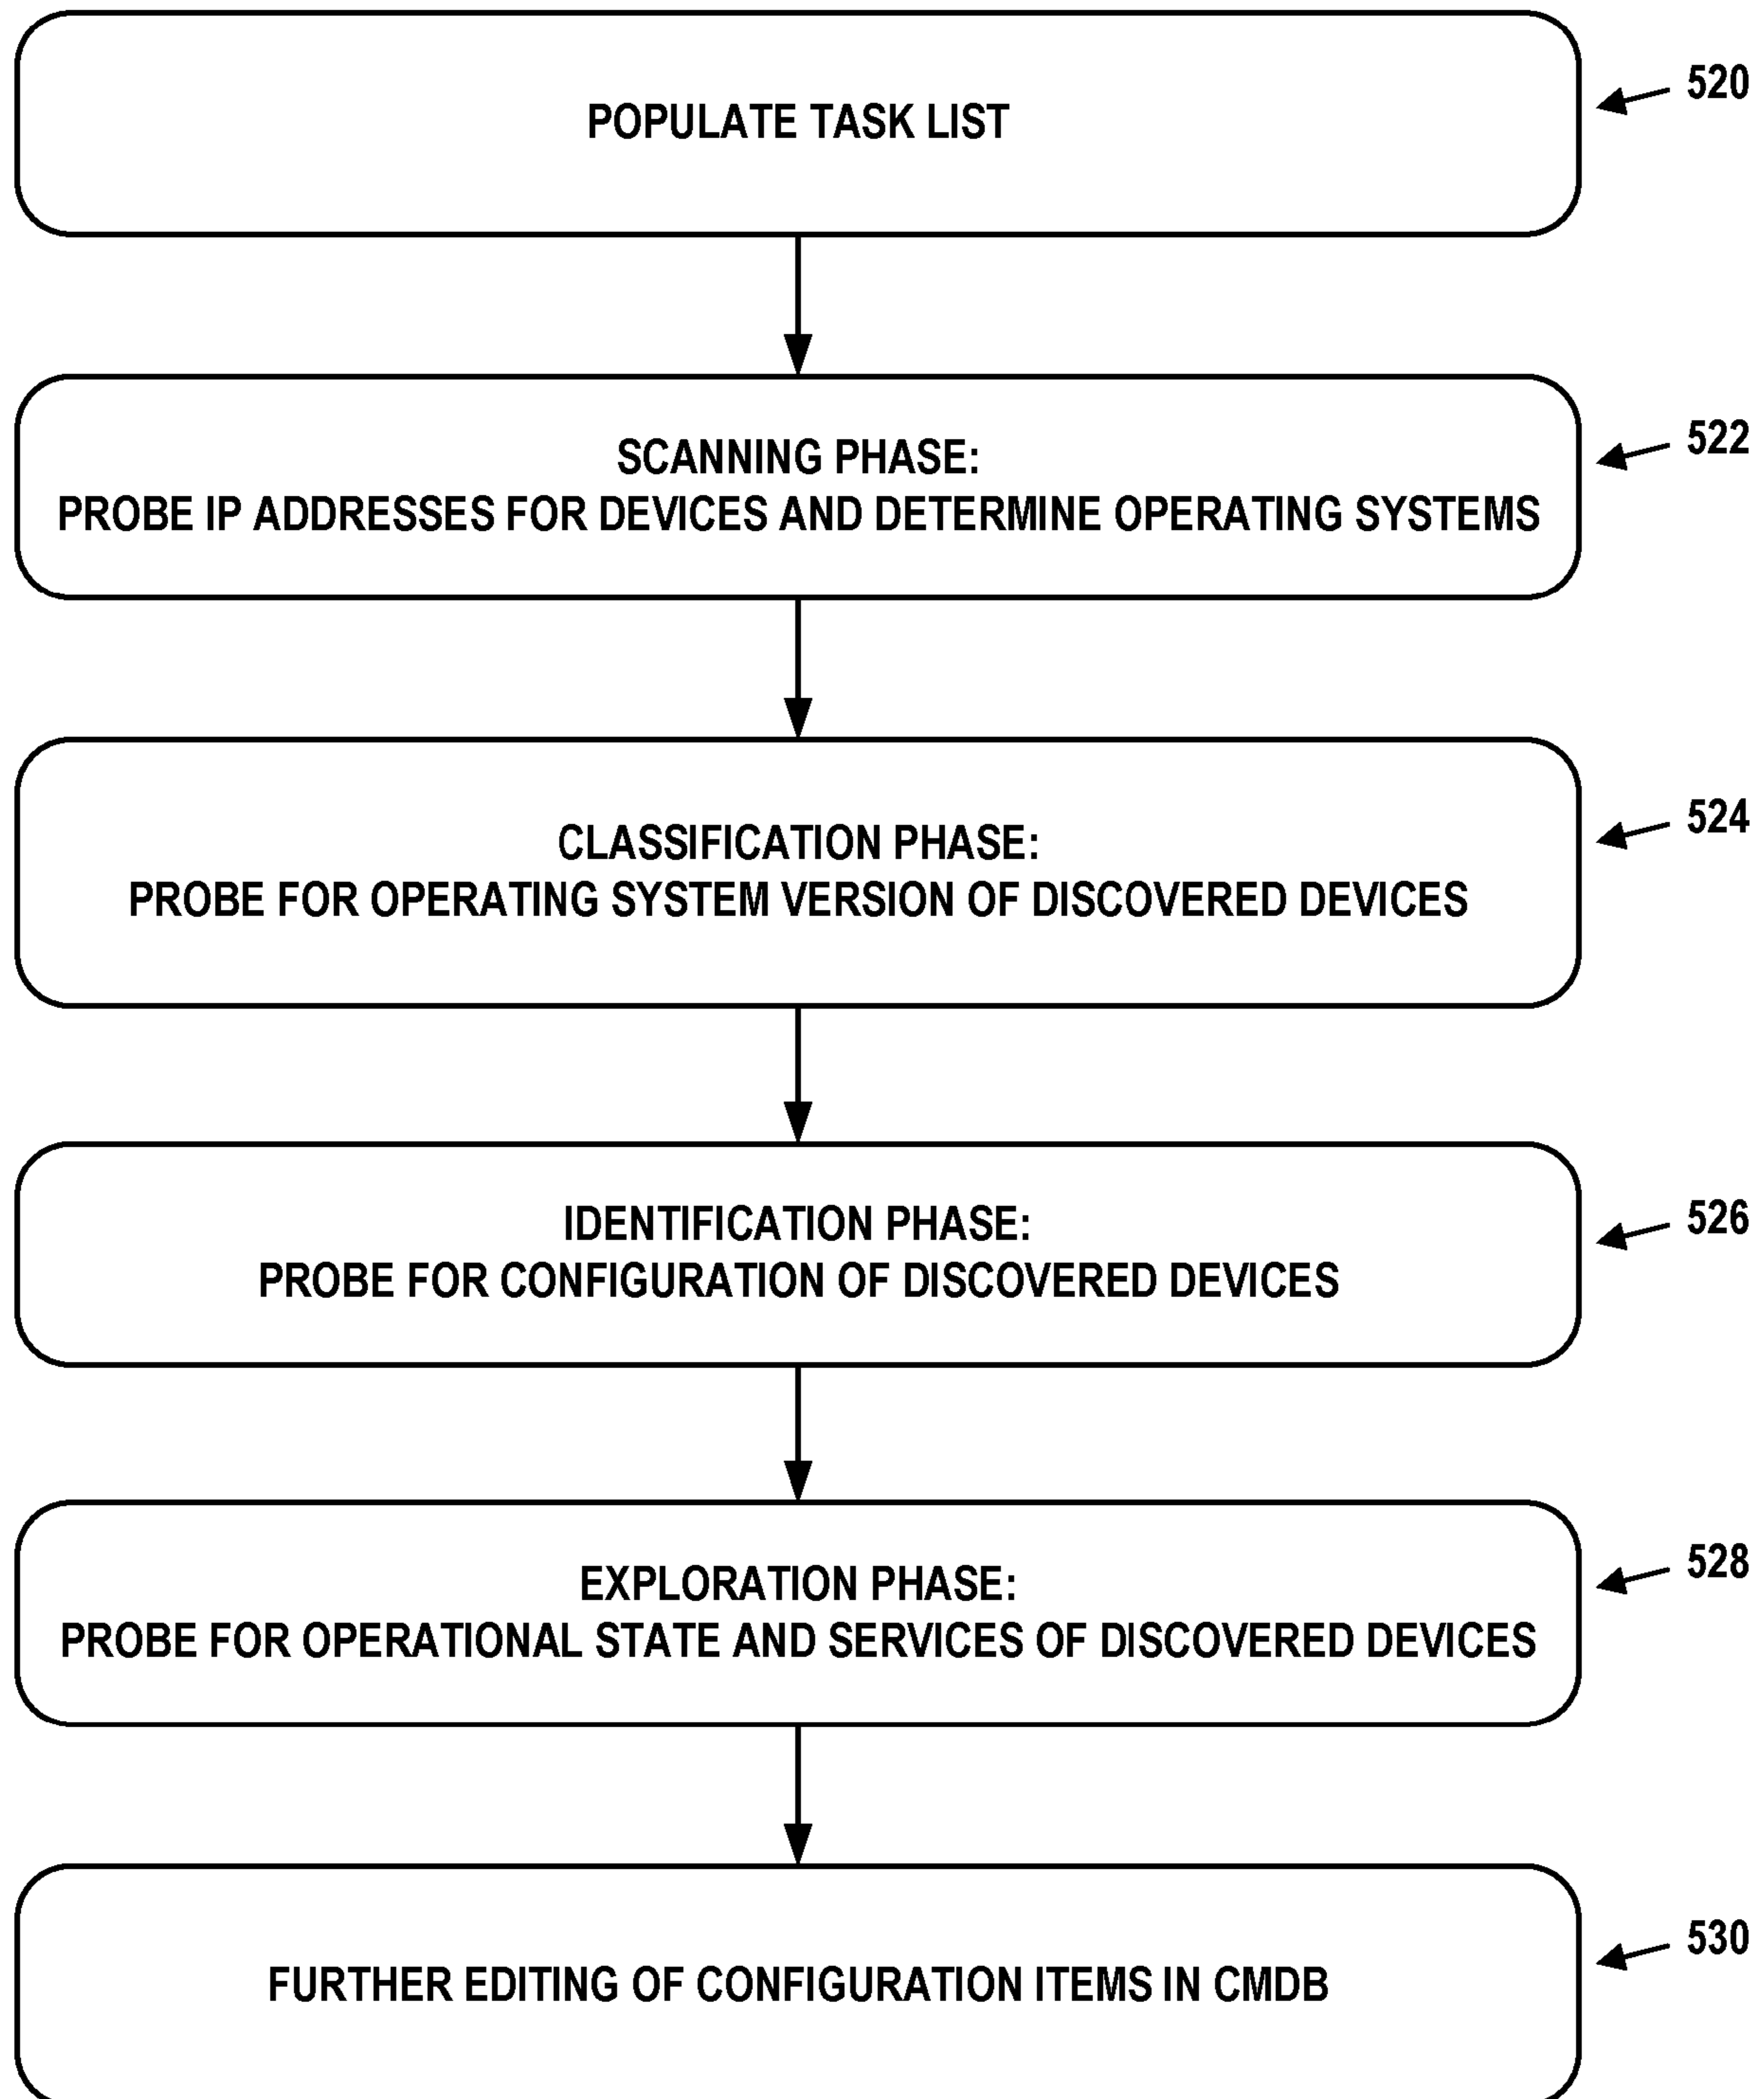 POPULATE TASK LIST
520
SCANNING PHASE:
PROBE IP ADDRESSES FOR DEVICES AND DETERMINE OPERATING SYSTEMS
522
CLASSIFICATION PHASE:
PROBE FOR OPERATING SYSTEM VERSION OF DISCOVERED DEVICES
524
IDENTIFICATION PHASE:
PROBE FOR CONFIGURATION OF DISCOVERED DEVICES
526
EXPLORATION PHASE:
PROBE FOR OPERATIONAL STATE AND SERVICES OF DISCOVERED DEVICES
528
FURTHER EDITING OF CONFIGURATION ITEMS IN CMDB
530